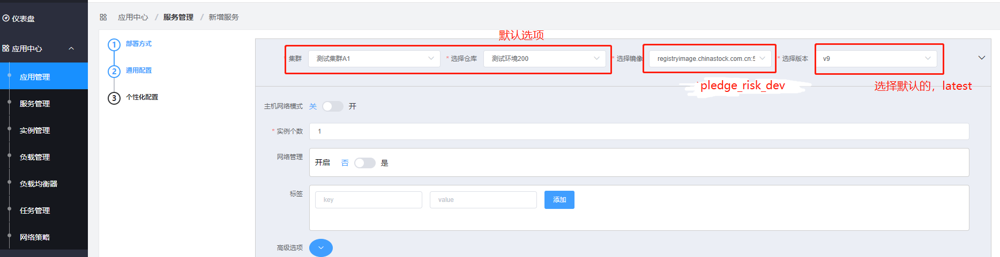 仪表盘
应用中心
应用管理
服务管理
实例管理
负载管理
负载均衡器
任务管理
网络策略
应用中心 / 服务管理 / 新增服务
1 部署方式
2 通用配置
3 个性化配置
默认选项
* 集群 测试集群A1 * 选择仓库 测试环境200 * 选择镜像 registryimage.chinastock.com.cn:5 * 选择版本 v9
pledge_risk_dev
选择默认的，latest
主机网络模式 关 开
* 实例个数 1
网络管理 开启 否 是
标签 key value 添加
高级选项